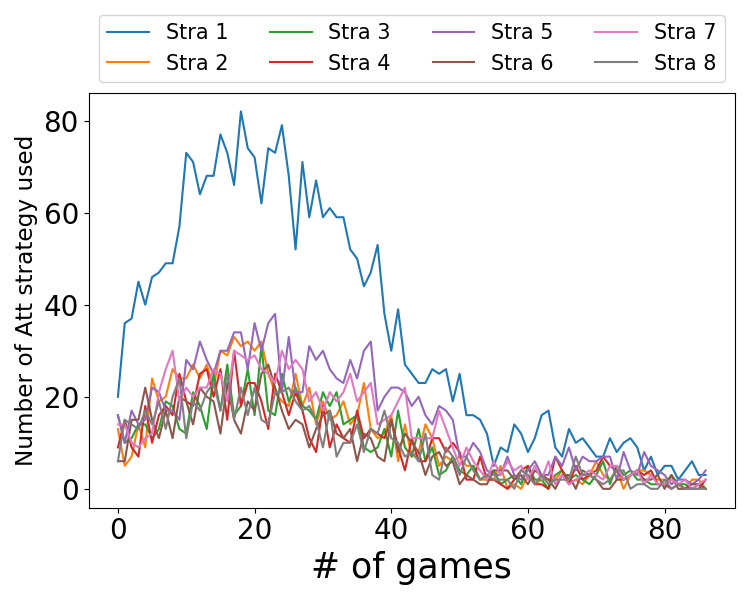 Stra 1 Stra 3 Stra 5 Stra 7
Stra 2 Stra 4 Stra 6 Stra 8
Number of Att strategy used
80
60
40
20
0
0 20 40 60 80
# of games